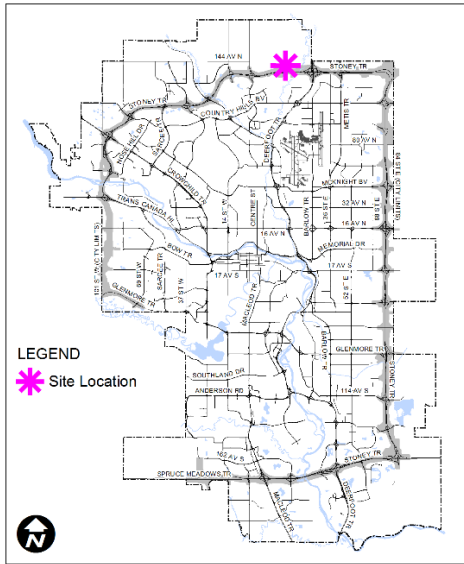 144 AV N
STONEY TR
STONEY TR
COUNTRY HILLS BV
METIS TR
DEERFOOT TR
NOSE HILL DR
SARCEE TR
CROWCHILD TR
80 AV N
MCKNIGHT BV
84 ST E (CITY LIMITS)
TRANS CANADA HI
14 ST W
CENTRE ST
BARLOW TR
36 ST E
32 AV N
16 AV N
16 AV N
68 ST E
MEMORIAL DR
BOW TR
17 AV S
17 AV S
101 ST W (CITY LIMITS)
69 ST W
SARCEE TR
37 ST W
GLENMORE TR
MACLEOD TR
52 ST E
BARLOW TR
GLENMORE TR
LEGEND
Site Location
SOUTHLAND DR
ANDERSON RD
114 AV S
STONEY TR
162 AV S
STONEY TR
SPRUCE MEADOWS TR
MACLEOD TR
DEERFOOT TR
N